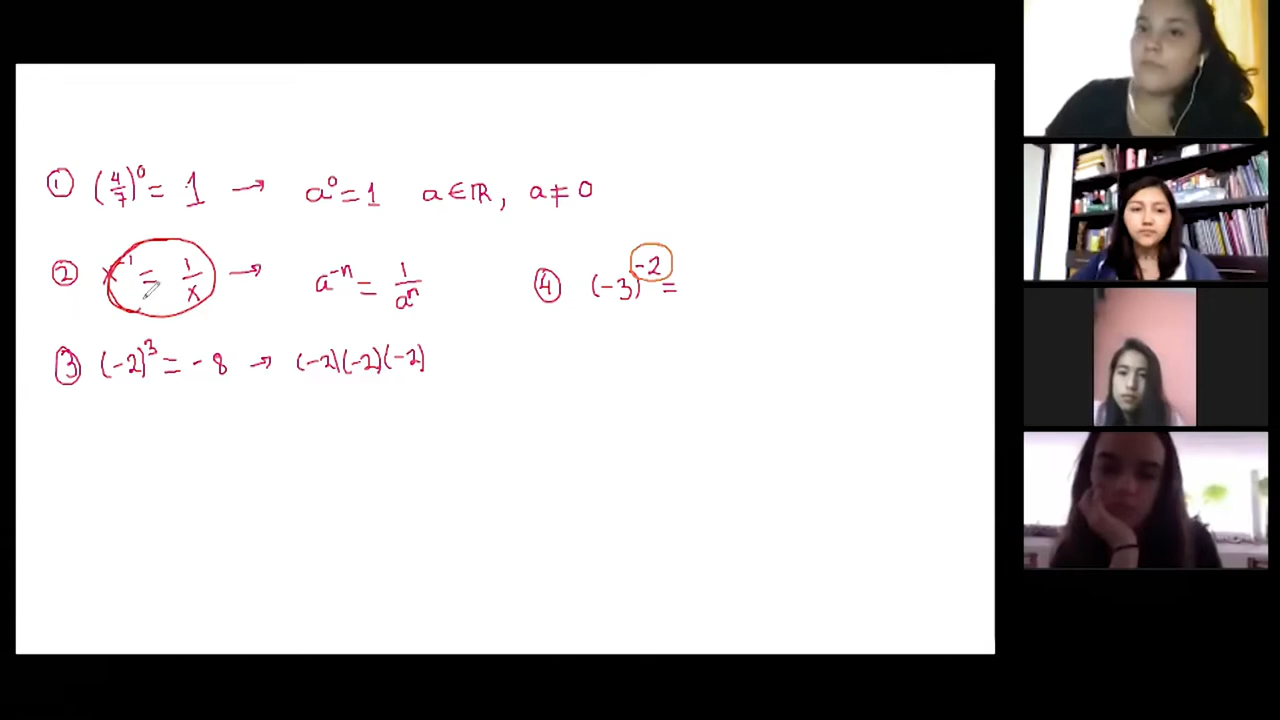 ① (4/7)⁰ = 1 → a⁰ = 1 a ∈ ℝ, a ≠ 0
② x⁻¹ = 1/x → a⁻ⁿ = 1/aⁿ
④ (-3)⁻² =
③ (-2)³ = -8 → (-2)(-2)(-2)